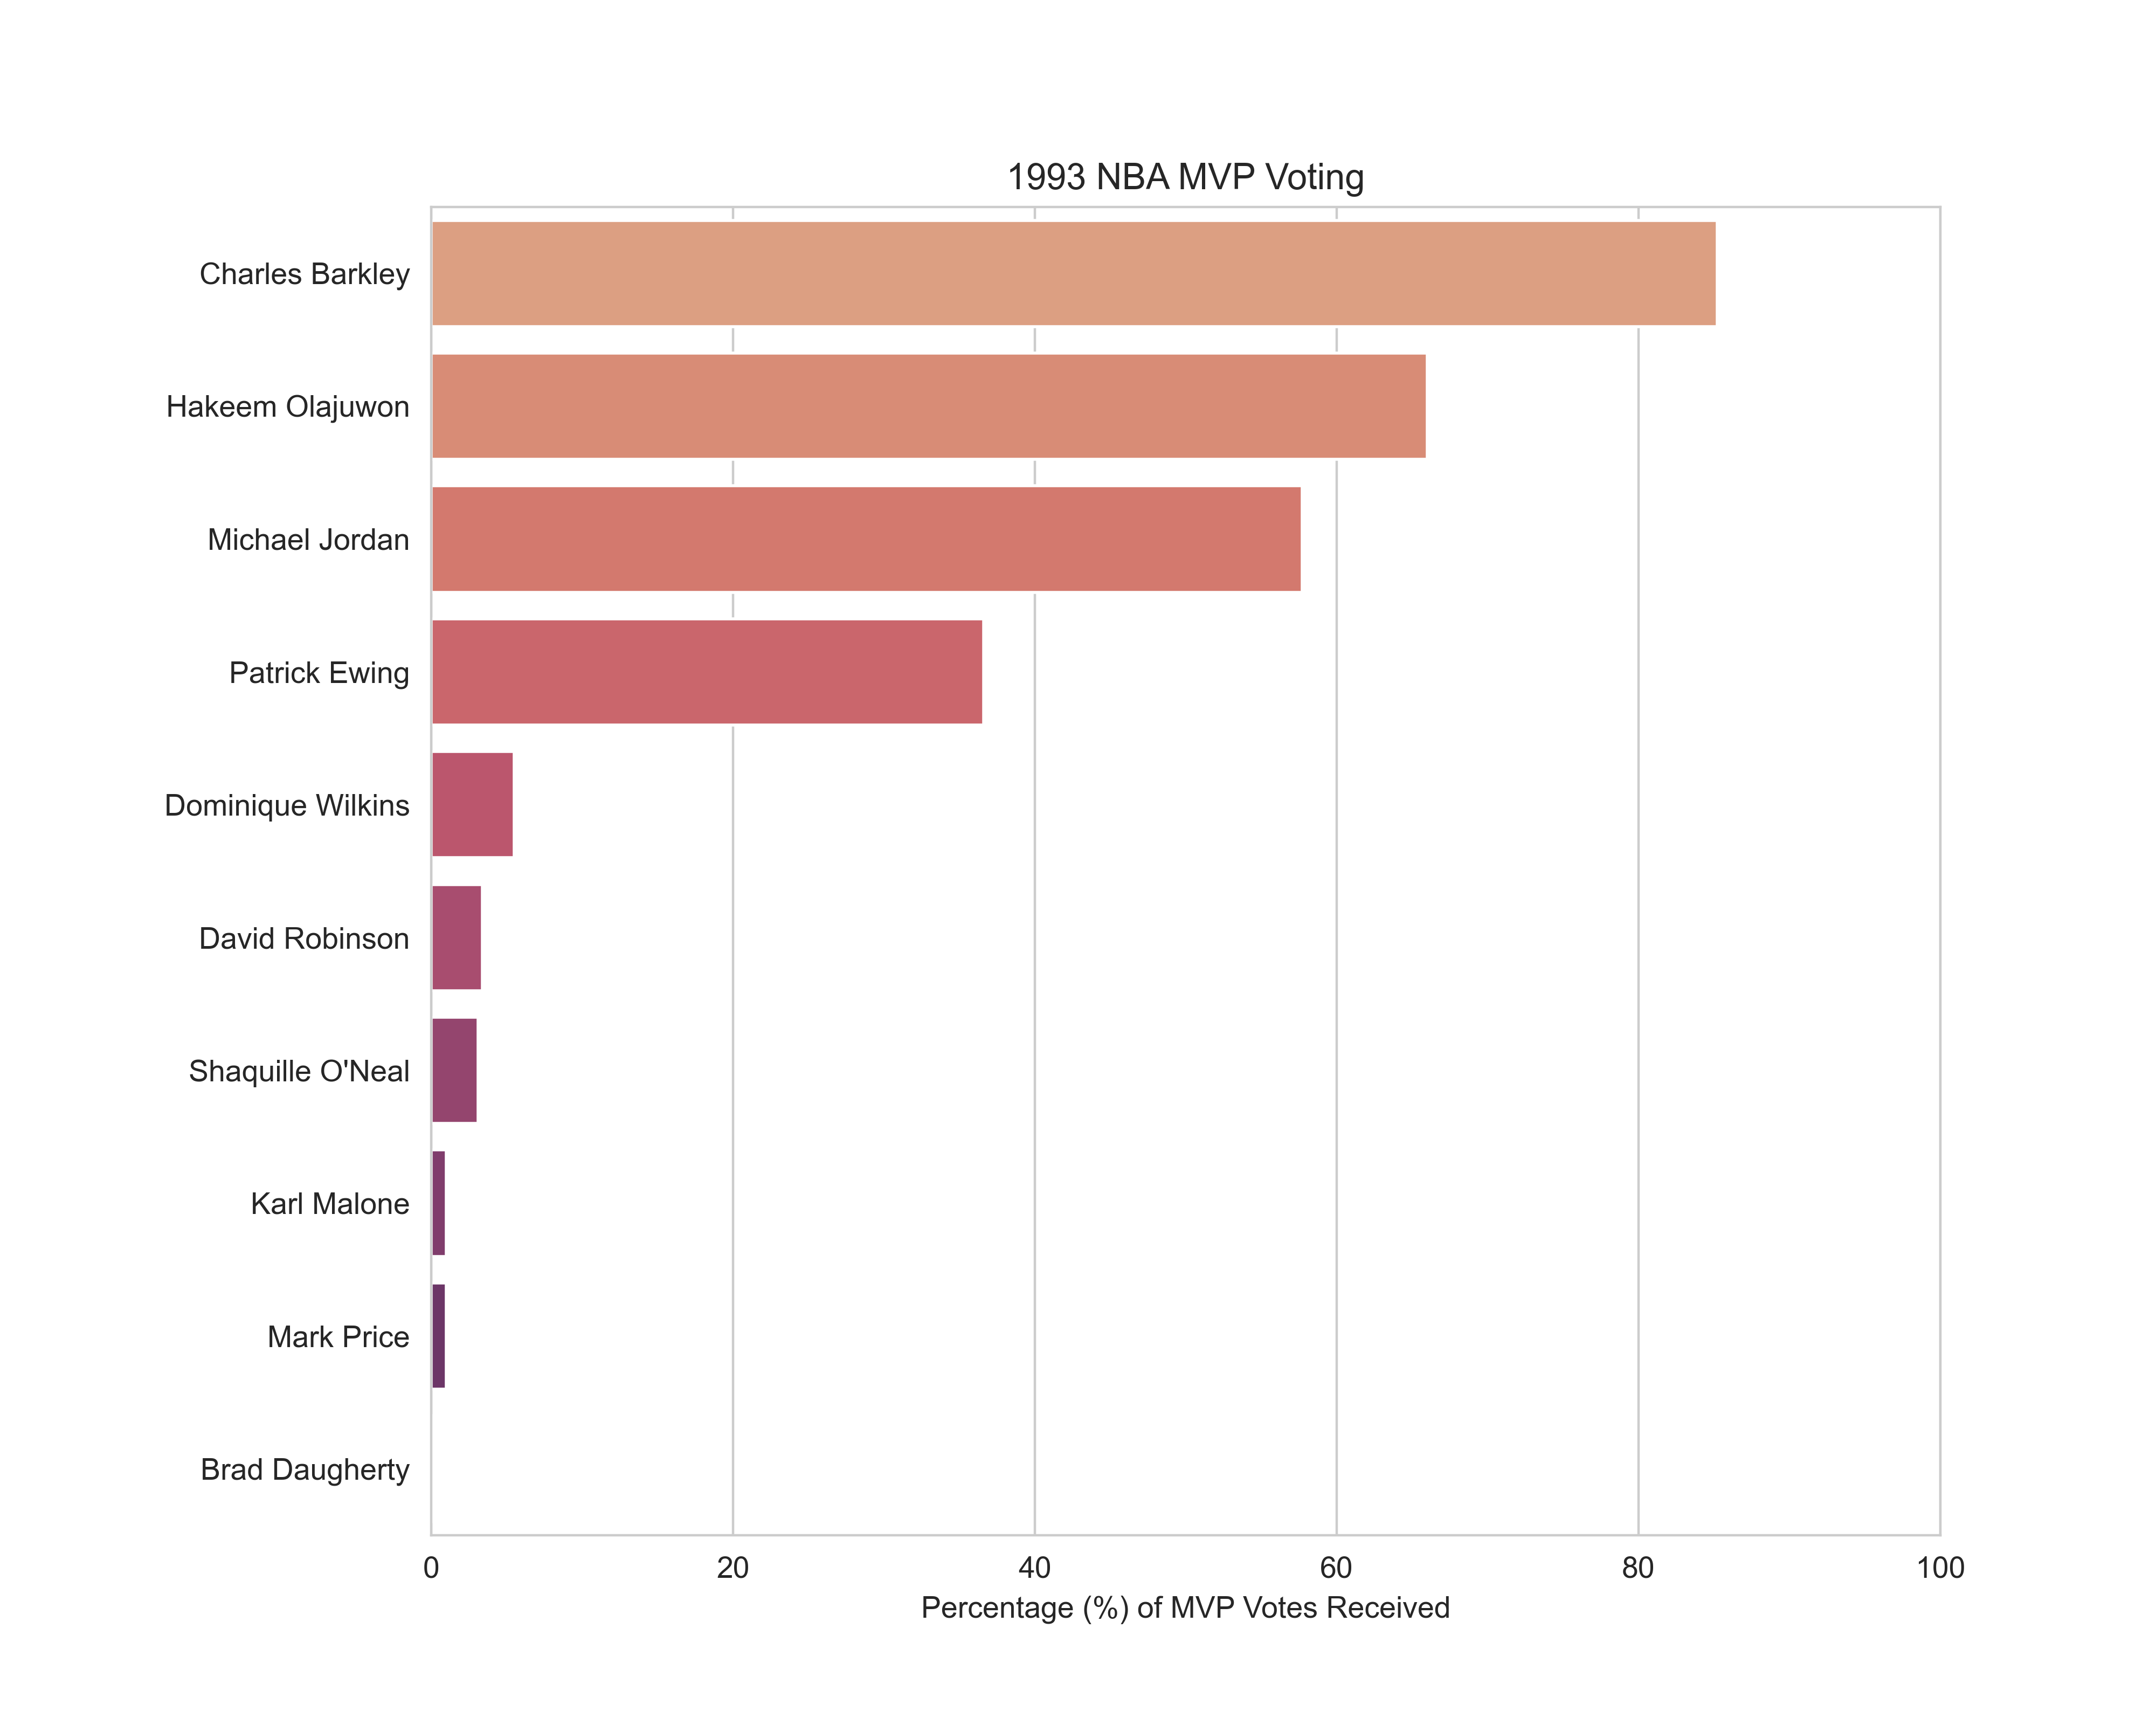 1993 NBA MVP Voting
Charles Barkley
Hakeem Olajuwon
Michael Jordan
Patrick Ewing
Dominique Wilkins
David Robinson
Shaquille O'Neal
Karl Malone
Mark Price
Brad Daugherty
0 20 40 60 80 100
Percentage (%) of MVP Votes Received